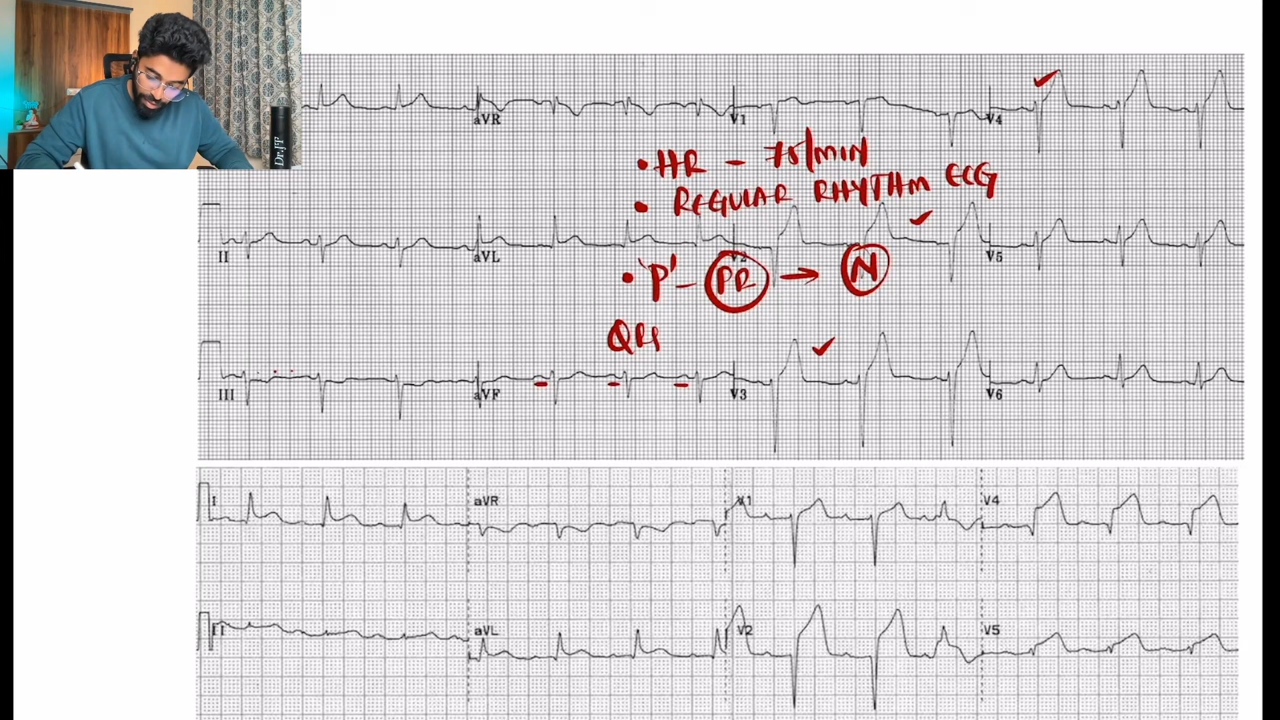 aVR V1 V4
Dr.JT
• HR - 75/MIN
• REGULAR RHYTHM ECG
II aVL V2 V5
• 'P' - PR → N
QRS
III aVF V3 V6
I aVR V1 V4
II aVL V2 V5